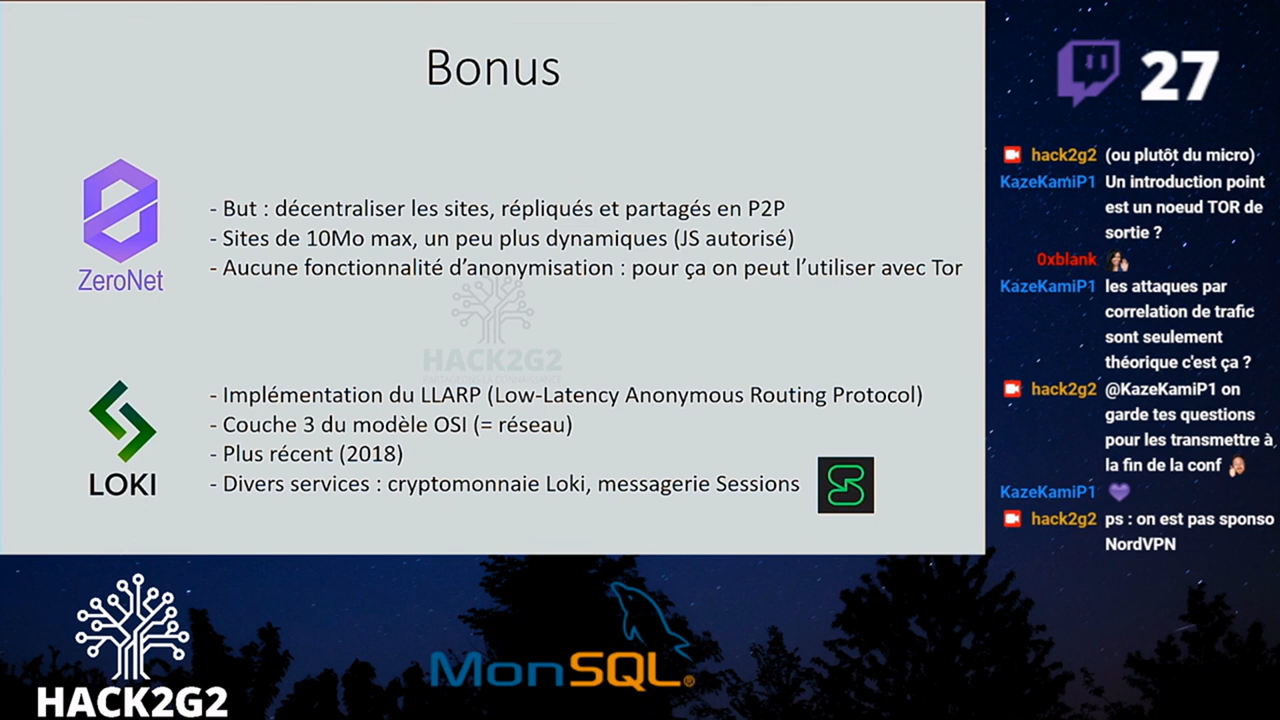 Bonus
ZeroNet
- But : décentraliser les sites, répliqués et partagés en P2P
- Sites de 10Mo max, un peu plus dynamiques (JS autorisé)
- Aucune fonctionnalité d’anonymisation : pour ça on peut l’utiliser avec Tor
HACK2G2
PARTAGEONS LA CONNAISSANCE
LOKI
- Implémentation du LLARP (Low-Latency Anonymous Routing Protocol)
- Couche 3 du modèle OSI (= réseau)
- Plus récent (2018)
- Divers services : cryptomonnaie Loki, messagerie Sessions
27
hack2g2 (ou plutôt du micro)
KazeKamiP1 Un introduction point
est un noeud TOR de
sortie ?
0xblank
KazeKamiP1 les attaques par
correlation de trafic
sont seulement
théorique c'est ça ?
hack2g2 @KazeKamiP1 on
garde tes questions
pour les transmettre à
la fin de la conf
KazeKamiP1
hack2g2 ps : on est pas sponso
NordVPN
HACK2G2
MonSQL®